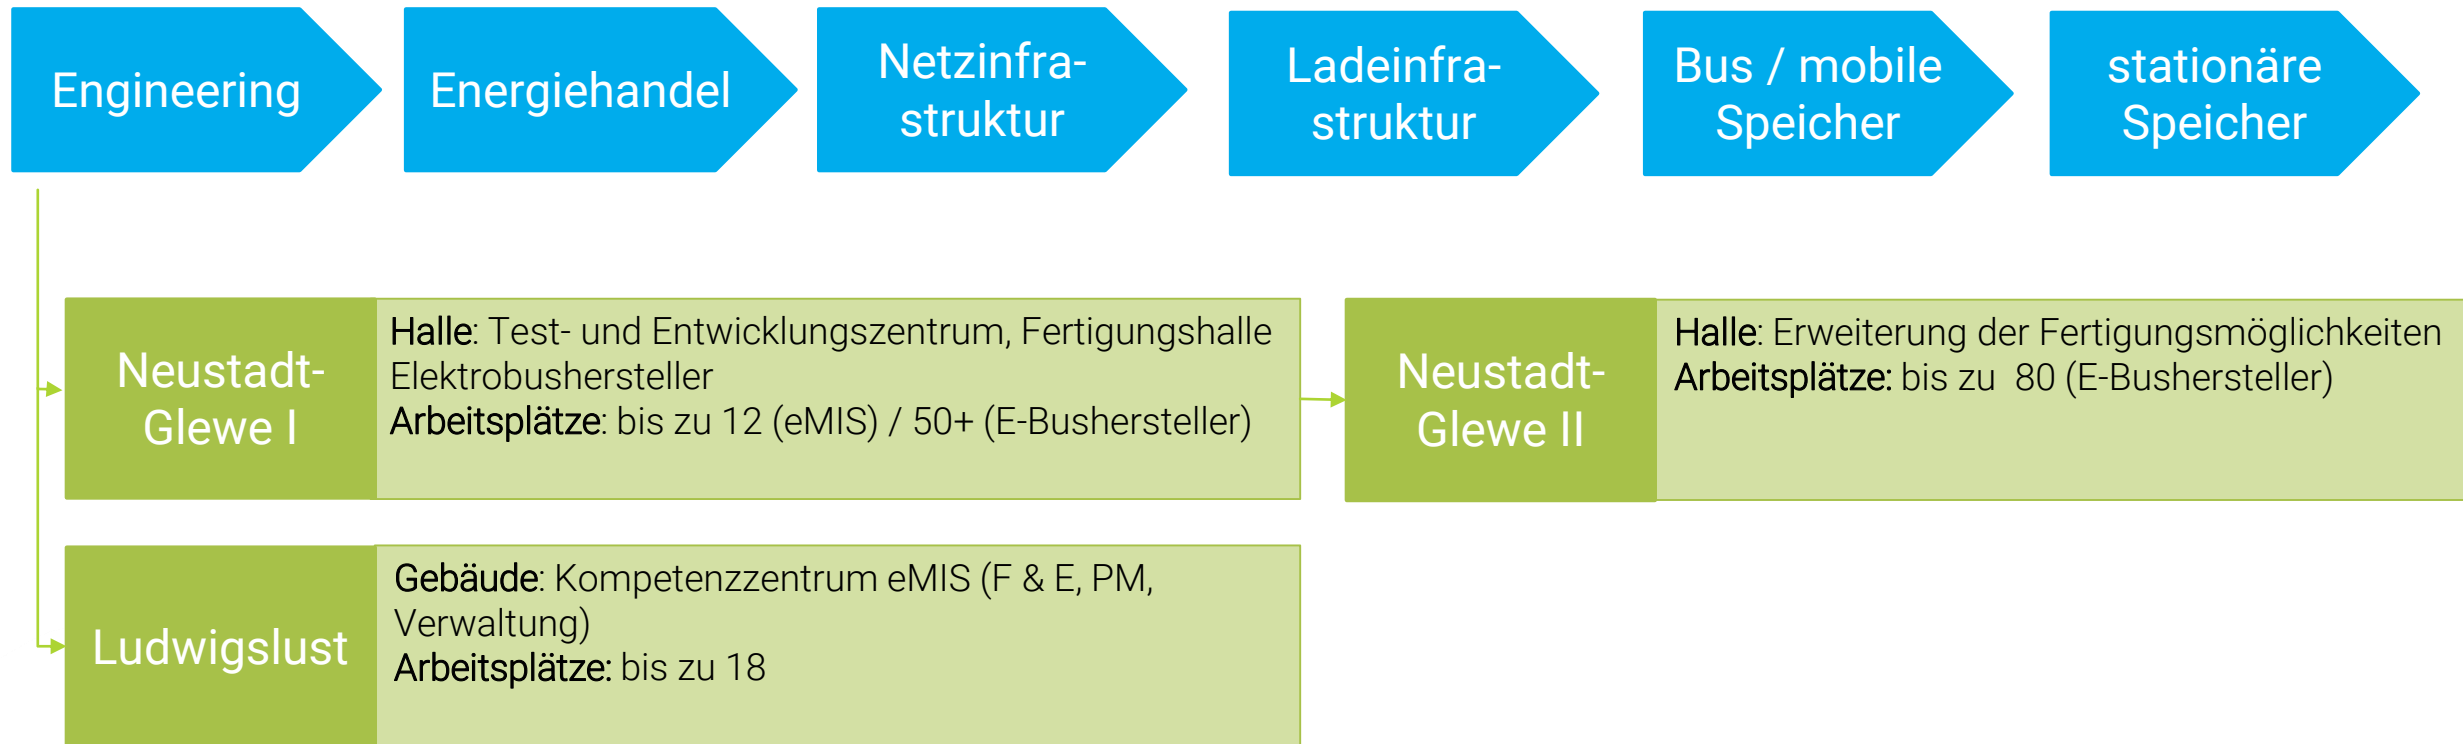 Engineering
Energiehandel
Netzinfra-
struktur
Ladeinfra-
struktur
Bus / mobile
Speicher
stationäre
Speicher
Neustadt-
Glewe I
Halle: Test- und Entwicklungszentrum, Fertigungshalle
Elektrobushersteller
Arbeitsplätze: bis zu 12 (eMIS) / 50+ (E-Bushersteller)
Neustadt-
Glewe II
Halle: Erweiterung der Fertigungsmöglichkeiten
Arbeitsplätze: bis zu  80 (E-Bushersteller)
Ludwigslust
Gebäude: Kompetenzzentrum eMIS (F & E, PM,
Verwaltung)
Arbeitsplätze: bis zu 18